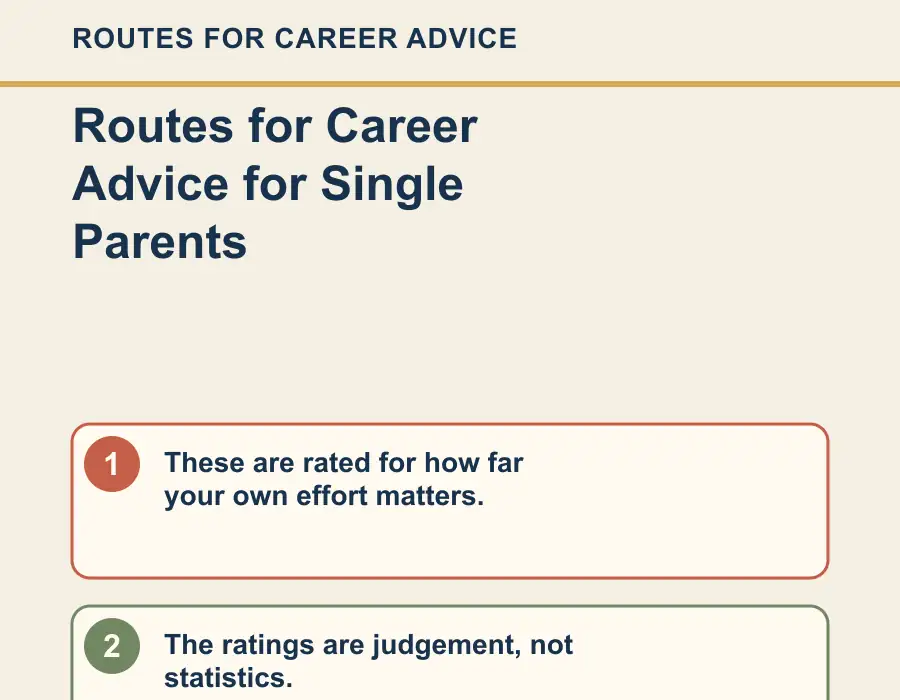 ROUTES FOR CAREER ADVICE
Routes for Career
Advice for Single
Parents
1
These are rated for how far
your own effort matters.
2
The ratings are judgement, not
statistics.